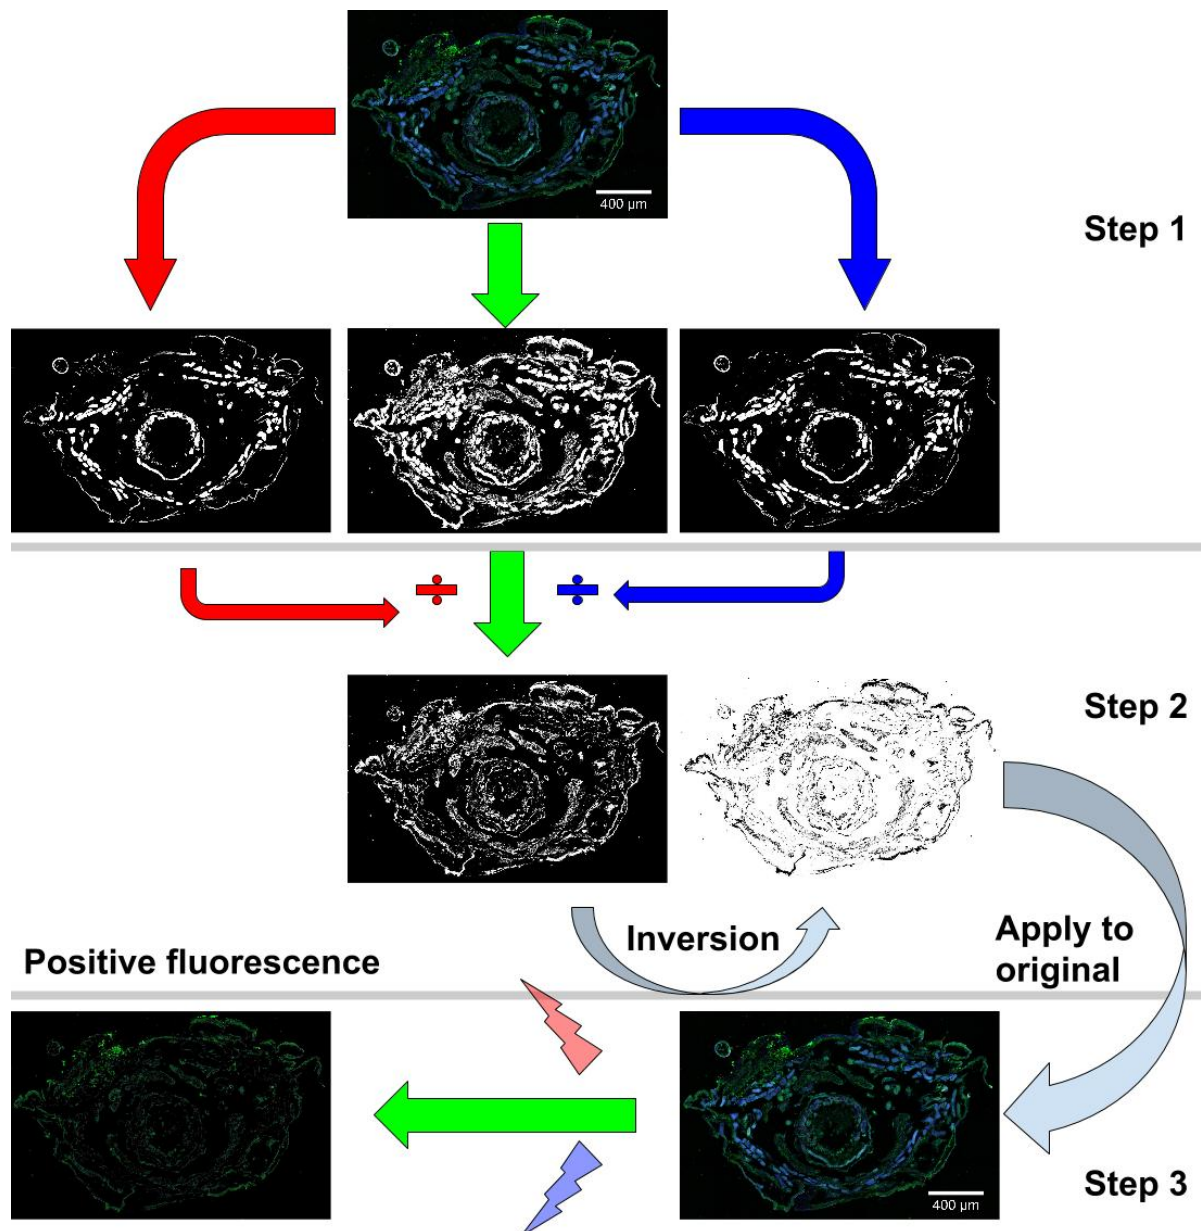 400 µm
Step 1
÷ ÷
Step 2
Inversion
Apply to
original
Positive fluorescence
400 µm
Step 3